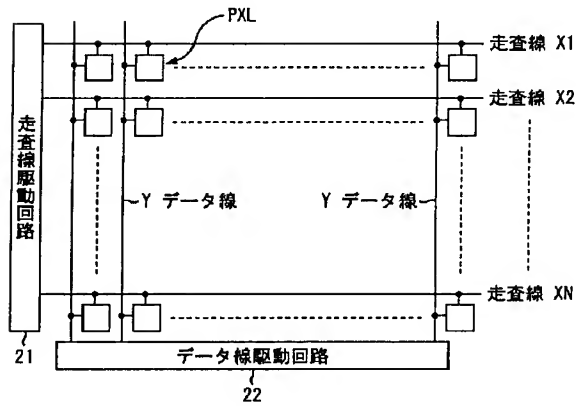 PXL
走査線 X1
走査線 X2
走査線駆動回路
Y データ線
Y データ線
走査線 XN
21
データ線駆動回路
22